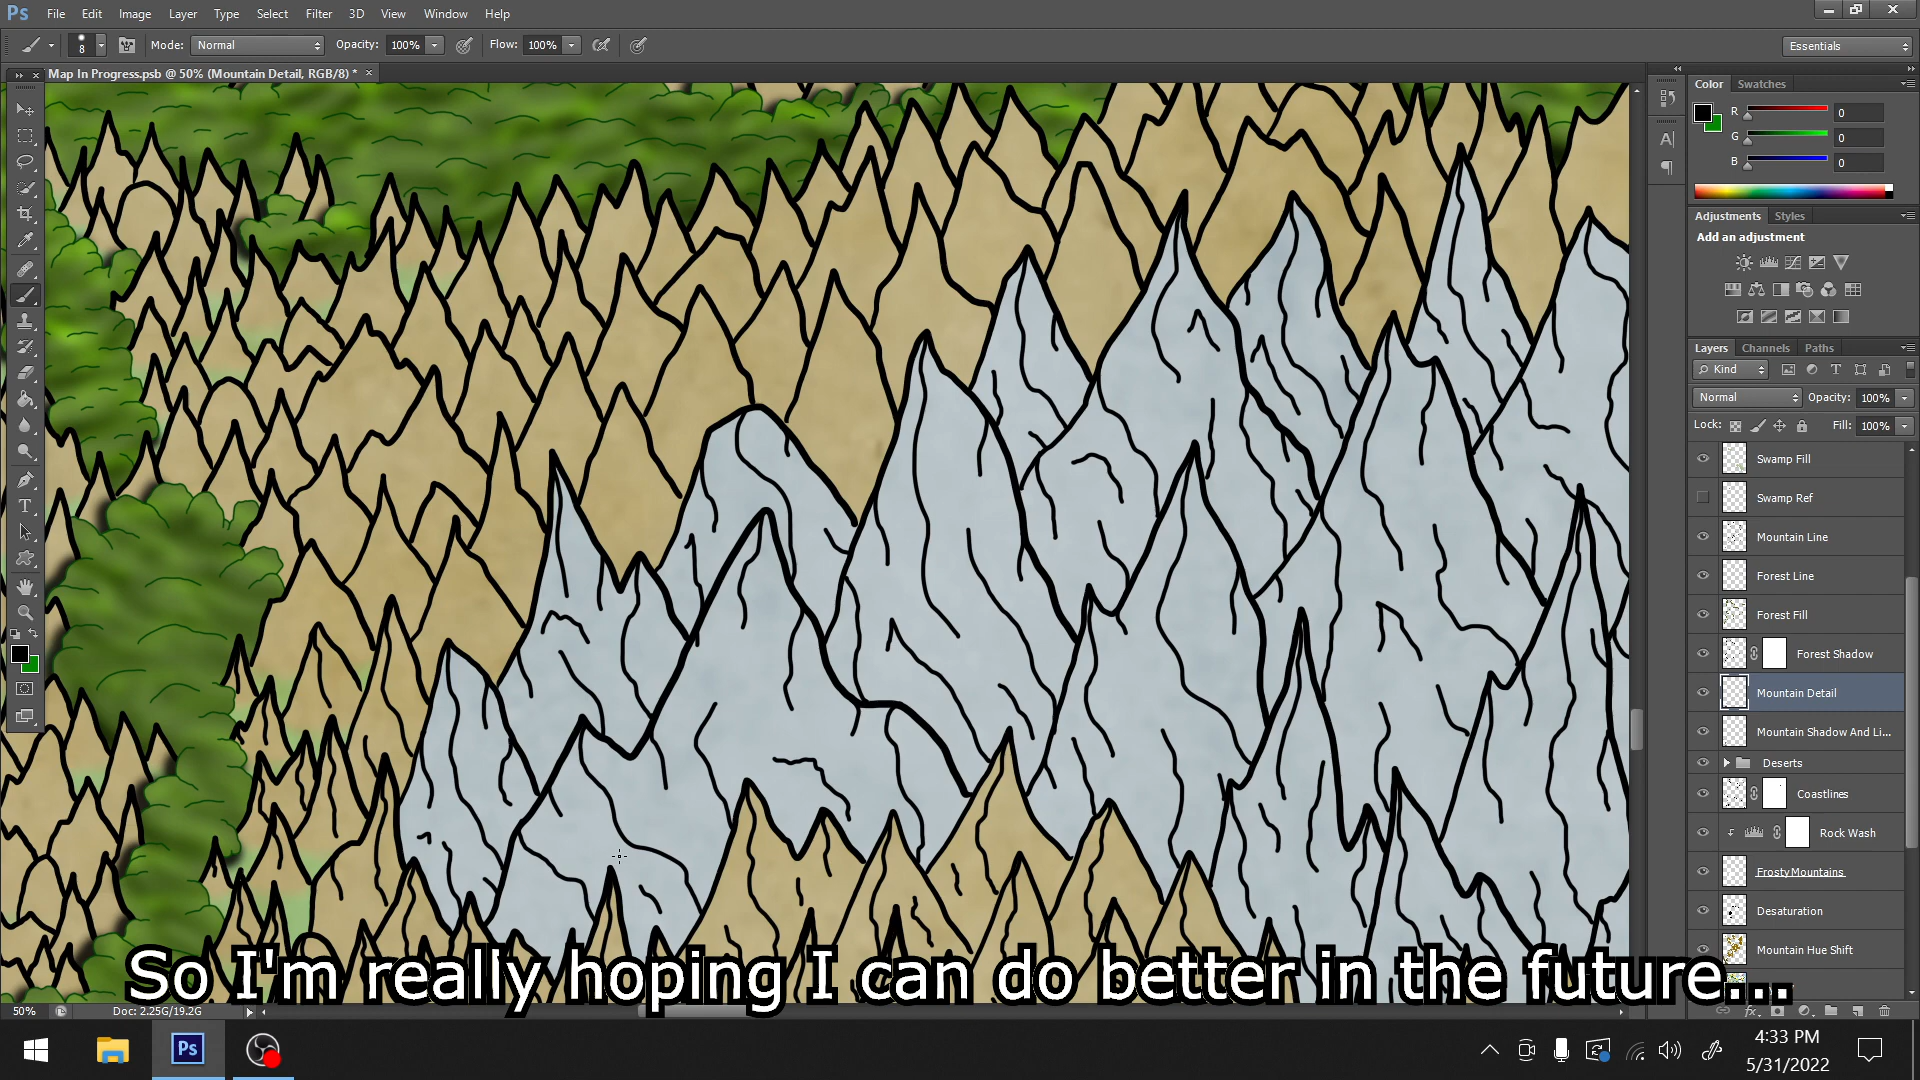 Ps File Edit Image Layer Type Select Filter 3D View Window Help
8 Mode: Normal Opacity: 100% Flow: 100% Essentials
Map In Progress.psb @ 50% (Mountain Detail, RGB/8) * ×
Color Swatches
R 0
G 0
B 0
Adjustments Styles
Add an adjustment
Layers Channels Paths
Kind
Normal Opacity: 100%
Lock: Fill: 100%
Swamp Fill
Swamp Ref
Mountain Line
Forest Line
Forest Fill
Forest Shadow
Mountain Detail
Mountain Shadow And Li...
Deserts
Coastlines
Rock Wash
FrostyMountains
Desaturation
Mountain Hue Shift
So I'm really hoping I can do better in the future...
50% Doc: 2.25G/19.2G
Ps
4:33 PM
5/31/2022